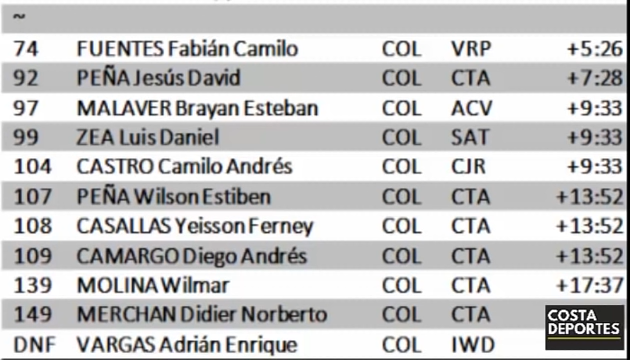 ~
74 FUENTES Fabián Camilo COL VRP +5:26
92 PEÑA Jesús David COL CTA +7:28
97 MALAVER Brayan Esteban COL ACV +9:33
99 ZEA Luis Daniel COL SAT +9:33
104 CASTRO Camilo Andrés COL CJR +9:33
107 PEÑA Wilson Estiben COL CTA +13:52
108 CASALLAS Yeisson Ferney COL CTA +13:52
109 CAMARGO Diego Andrés COL CTA +13:52
139 MOLINA Wilmar COL CTA +17:37
149 MERCHAN Didier Norberto COL CTA
DNF VARGAS Adrián Enrique COL IWD
COSTA
DEPORTES